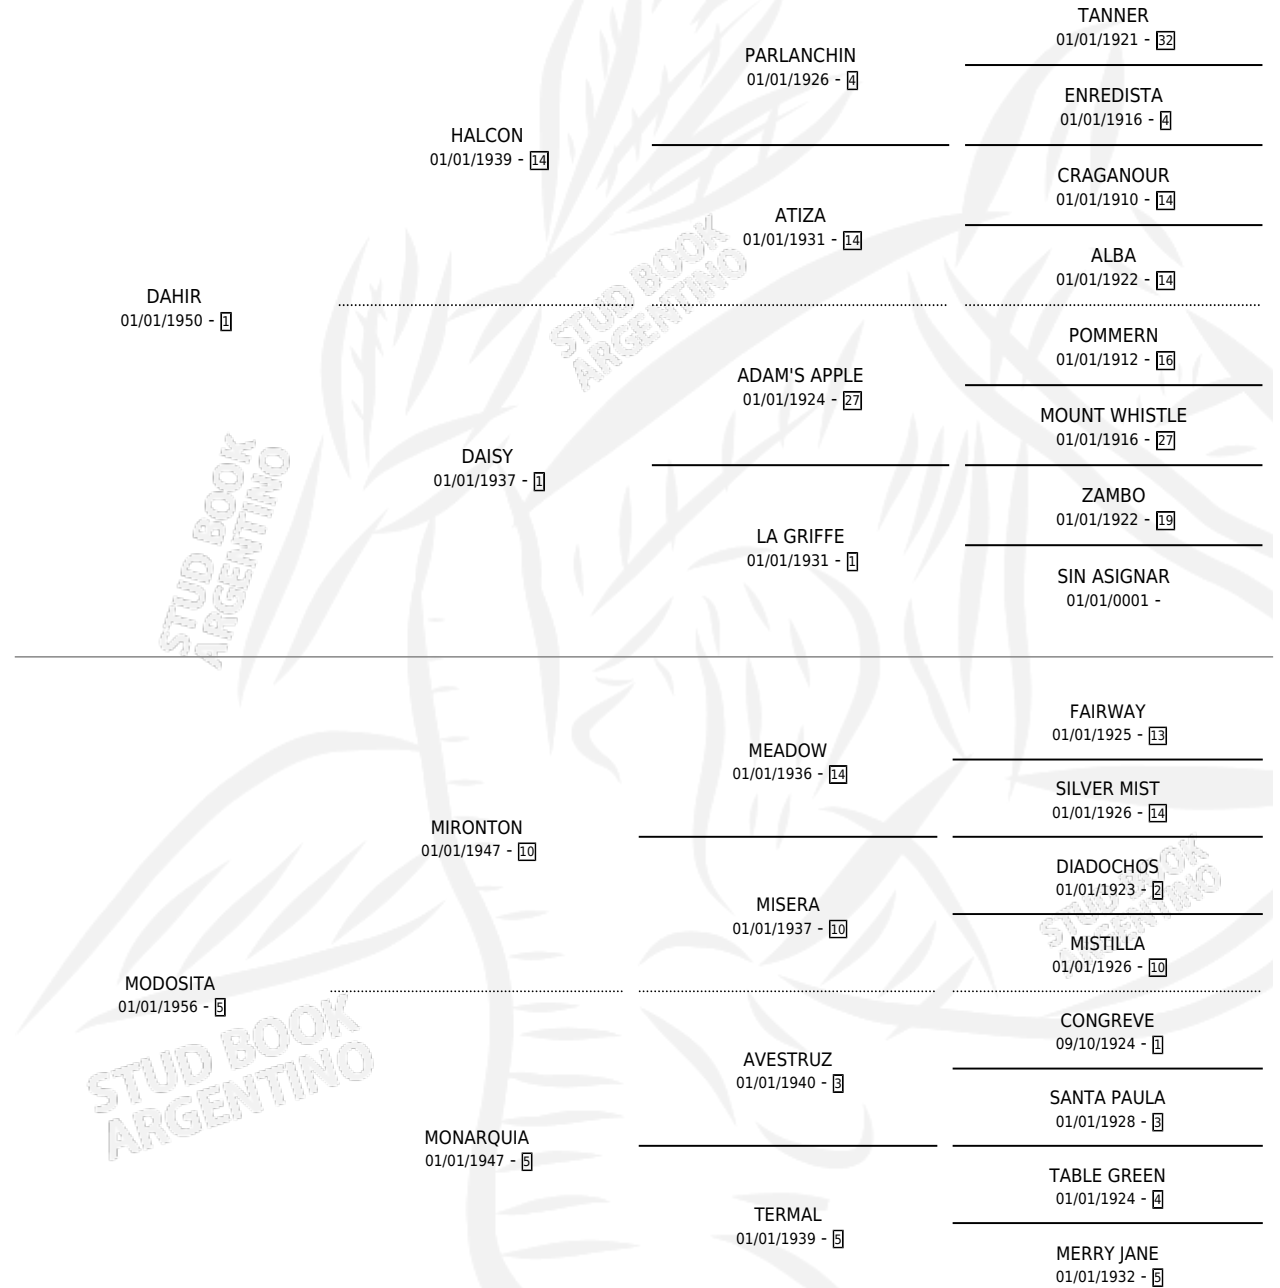 TANNER
01/01/1921 - 32
PARLANCHIN
01/01/1926 - 4
ENREDISTA
01/01/1916 - 4
HALCON
01/01/1939 - 14
CRAGANOUR
01/01/1910 - 14
ATIZA
01/01/1931 - 14
ALBA
01/01/1922 - 14
DAHIR
01/01/1950 - 1
STUD BOOK
ARGENTINO
POMMERN
01/01/1912 - 16
ADAM'S APPLE
01/01/1924 - 27
MOUNT WHISTLE
01/01/1916 - 27
DAISY
01/01/1937 - 1
ZAMBO
01/01/1922 - 19
LA GRIFFE
01/01/1931 - 1
SIN ASIGNAR
01/01/0001 -
STUD BOOK
ARGENTINO
FAIRWAY
01/01/1925 - 13
MEADOW
01/01/1936 - 14
SILVER MIST
01/01/1926 - 14
MIRONTON
01/01/1947 - 10
DIADOCHOS
01/01/1923 - 2
MISERA
01/01/1937 - 10
MISTILLA
01/01/1926 - 10
STUD BOOK
ARGENTINO
MODOSITA
01/01/1956 - 5
CONGREVE
09/10/1924 - 1
AVESTRUZ
01/01/1940 - 3
SANTA PAULA
01/01/1928 - 3
STUD BOOK
ARGENTINO
MONARQUIA
01/01/1947 - 5
TABLE GREEN
01/01/1924 - 4
TERMAL
01/01/1939 - 5
MERRY JANE
01/01/1932 - 5